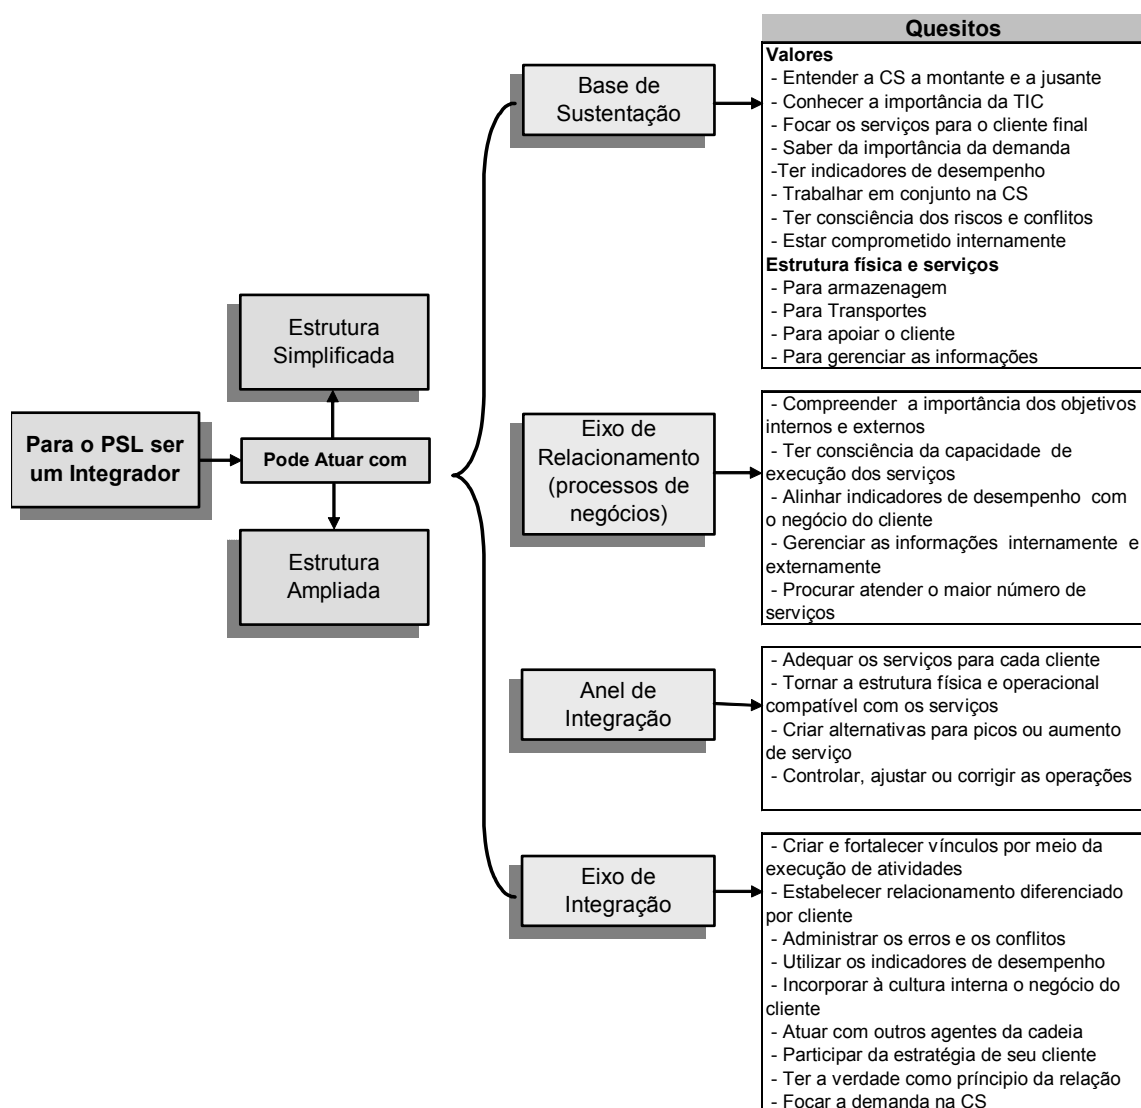 Para o PSL ser
um Integrador
Pode Atuar com
Estrutura
Simplificada
Estrutura
Ampliada
Base de
Sustentação
Eixo de
Relacionamento
(processos de
negócios)
Anel de
Integração
Eixo de
Integração
Quesitos
Valores
- Entender a CS a montante e a jusante
- Conhecer a importância da TIC
- Focar os serviços para o cliente final
- Saber da importância da demanda
-Ter indicadores de desempenho
- Trabalhar em conjunto na CS
- Ter consciência dos riscos e conflitos
- Estar comprometido internamente
Estrutura física e serviços
- Para armazenagem
- Para Transportes
- Para apoiar o cliente
- Para gerenciar as informações
- Compreender a importância dos objetivos
internos e externos
- Ter consciência da capacidade de
execução dos serviços
- Alinhar indicadores de desempenho com
o negócio do cliente
- Gerenciar as informações internamente e
externamente
- Procurar atender o maior número de
serviços
- Adequar os serviços para cada cliente
- Tornar a estrutura física e operacional
compatível com os serviços
- Criar alternativas para picos ou aumento
de serviço
- Controlar, ajustar ou corrigir as operações
- Criar e fortalecer vínculos por meio da
execução de atividades
- Estabelecer relacionamento diferenciado
por cliente
- Administrar os erros e os conflitos
- Utilizar os indicadores de desempenho
- Incorporar à cultura interna o negócio do
cliente
- Atuar com outros agentes da cadeia
- Participar da estratégia de seu cliente
- Ter a verdade como príncipio da relação
- Focar a demanda na CS